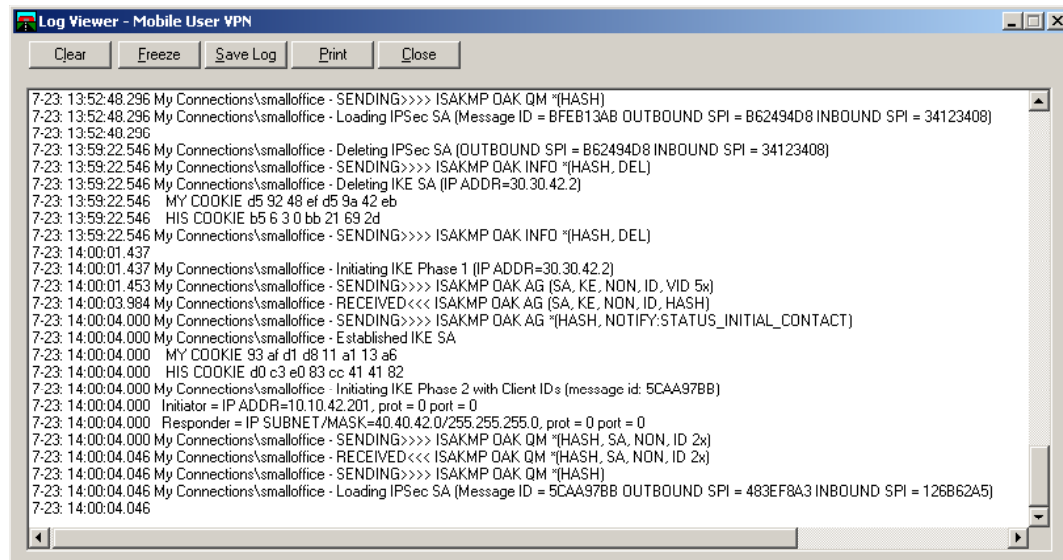 Log Viewer - Mobile User VPN
Clear Freeze Save Log Print Close
7-23: 13:52:48.296 My Connections\smalloffice - SENDING>>>> ISAKMP OAK QM *(HASH)
7-23: 13:52:48.296 My Connections\smalloffice - Loading IPSec SA (Message ID = BFEB13AB OUTBOUND SPI = B62494D8 INBOUND SPI = 34123408)
7-23: 13:52:48.296
7-23: 13:59:22.546 My Connections\smalloffice - Deleting IPSec SA (OUTBOUND SPI = B62494D8 INBOUND SPI = 34123408)
7-23: 13:59:22.546 My Connections\smalloffice - SENDING>>>> ISAKMP OAK INFO *(HASH, DEL)
7-23: 13:59:22.546 My Connections\smalloffice - Deleting IKE SA (IP ADDR=30.30.42.2)
7-23: 13:59:22.546 MY COOKIE d5 92 48 ef d5 9a 42 eb
7-23: 13:59:22.546 HIS COOKIE b5 6 3 0 bb 21 69 2d
7-23: 13:59:22.546 My Connections\smalloffice - SENDING>>>> ISAKMP OAK INFO *(HASH, DEL)
7-23: 14:00:01.437
7-23: 14:00:01.437 My Connections\smalloffice - Initiating IKE Phase 1 (IP ADDR=30.30.42.2)
7-23: 14:00:01.453 My Connections\smalloffice - SENDING>>>> ISAKMP OAK AG (SA, KE, NON, ID, VID 5x)
7-23: 14:00:03.984 My Connections\smalloffice - RECEIVED<<< ISAKMP OAK AG (SA, KE, NON, ID, HASH)
7-23: 14:00:04.000 My Connections\smalloffice - SENDING>>>> ISAKMP OAK AG *(HASH, NOTIFY:STATUS_INITIAL_CONTACT)
7-23: 14:00:04.000 My Connections\smalloffice - Established IKE SA
7-23: 14:00:04.000 MY COOKIE 93 af d1 d8 11 a1 13 a6
7-23: 14:00:04.000 HIS COOKIE d0 c3 e0 83 cc 41 41 82
7-23: 14:00:04.000 My Connections\smalloffice - Initiating IKE Phase 2 with Client IDs (message id: 5CAA97BB)
7-23: 14:00:04.000 Initiator = IP ADDR=10.10.42.201, prot = 0 port = 0
7-23: 14:00:04.000 Responder = IP SUBNET/MASK=40.40.42.0/255.255.255.0, prot = 0 port = 0
7-23: 14:00:04.000 My Connections\smalloffice - SENDING>>>> ISAKMP OAK QM *(HASH, SA, NON, ID 2x)
7-23: 14:00:04.046 My Connections\smalloffice - RECEIVED<<< ISAKMP OAK QM *(HASH, SA, NON, ID 2x)
7-23: 14:00:04.046 My Connections\smalloffice - SENDING>>>> ISAKMP OAK QM *(HASH)
7-23: 14:00:04.046 My Connections\smalloffice - Loading IPSec SA (Message ID = 5CAA97BB OUTBOUND SPI = 483EF8A3 INBOUND SPI = 126B62A5)
7-23: 14:00:04.046